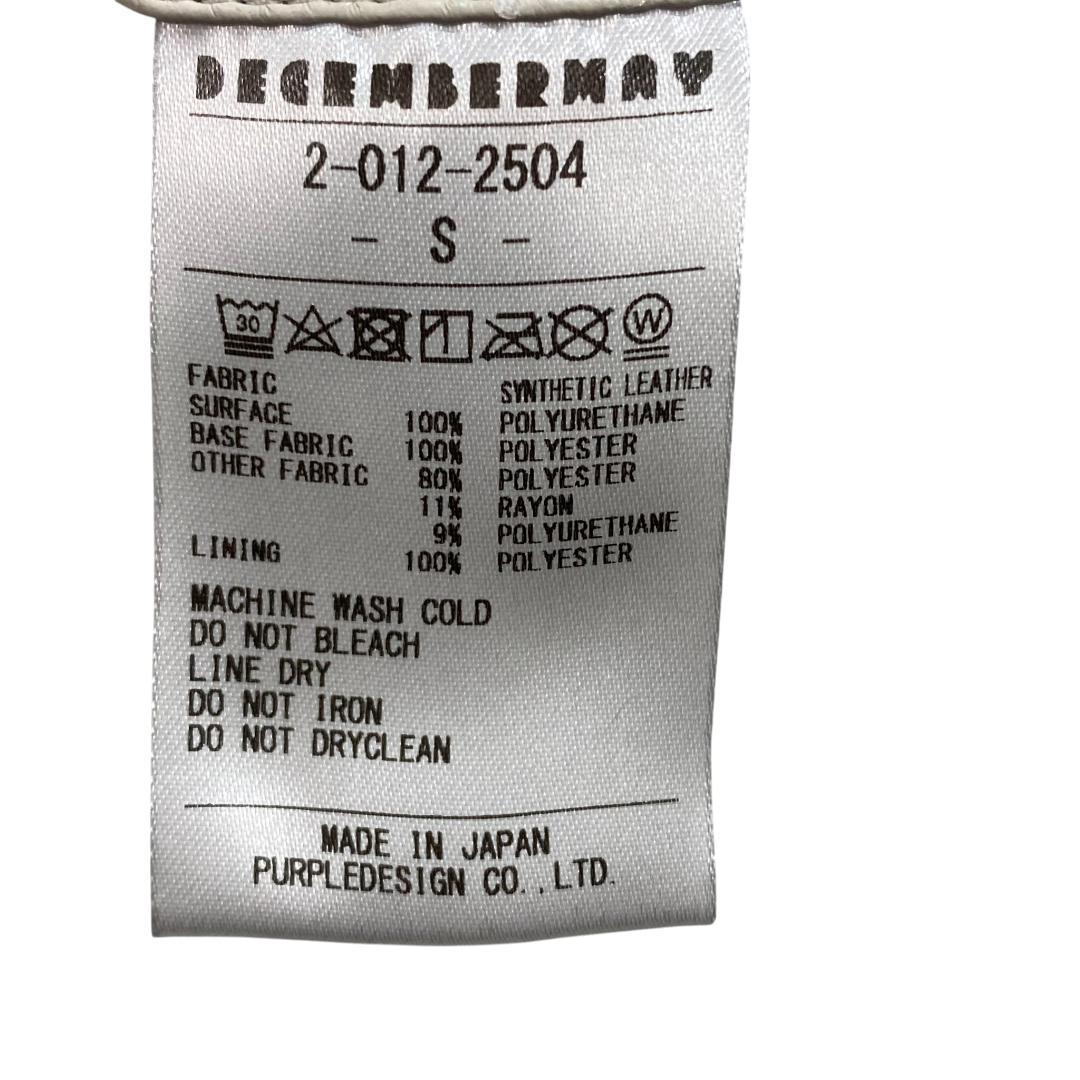 DECEMBERMAY
2-012-2504
- S -
30 W
FABRIC SYNTHETIC LEATHER
SURFACE 100% POLYURETHANE
BASE FABRIC 100% POLYESTER
OTHER FABRIC 80% POLYESTER
11% RAYON
9% POLYURETHANE
LINING 100% POLYESTER
MACHINE WASH COLD
DO NOT BLEACH
LINE DRY
DO NOT IRON
DO NOT DRYCLEAN
MADE IN JAPAN
PURPLEDESIGN CO.,LTD.